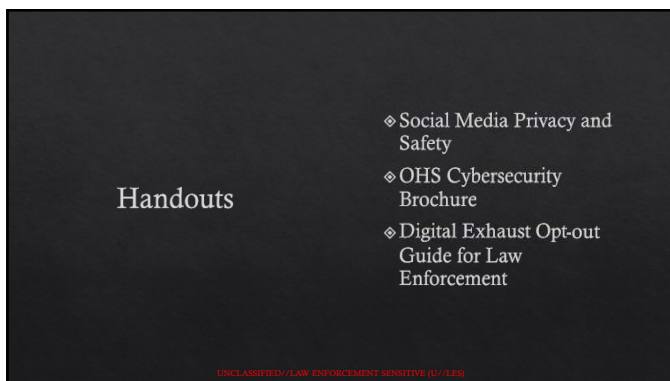 Handouts
◈ Social Media Privacy and
Safety
◈ OHS Cybersecurity
Brochure
◈ Digital Exhaust Opt-out
Guide for Law
Enforcement
UNCLASSIFIED//LAW ENFORCEMENT SENSITIVE (U//LES)